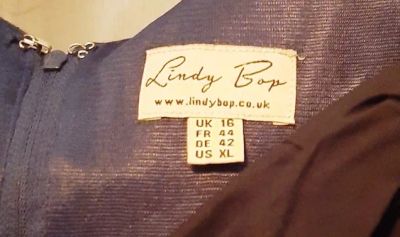 Lindy Bop
www.lindybop.co.uk
UK 16
FR 44
DE 42
US XL